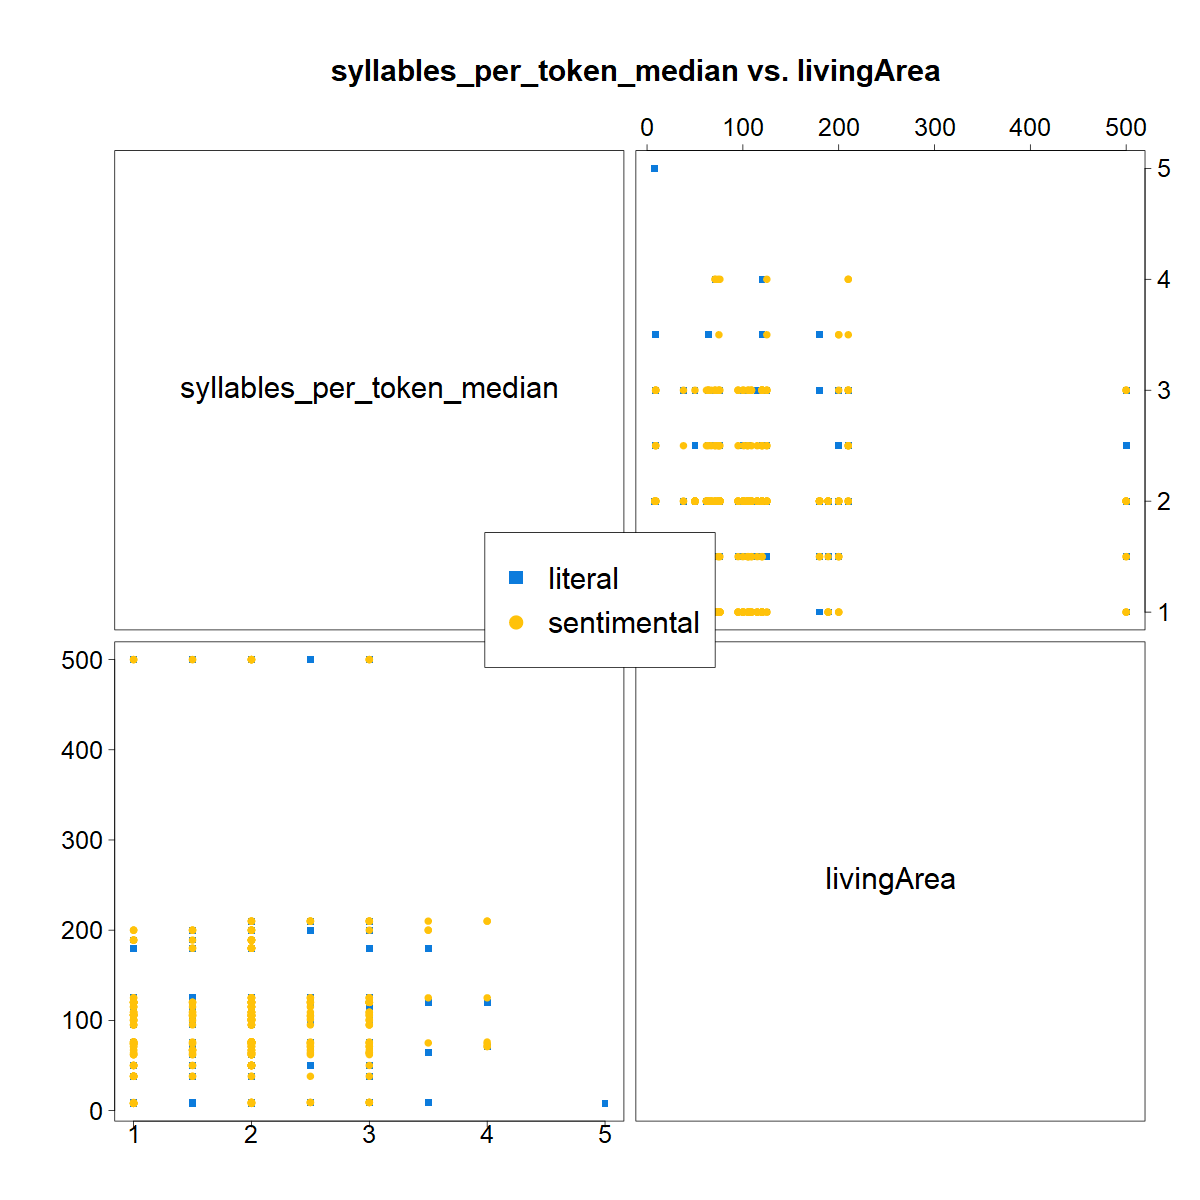 syllables_per_token_median vs. livingArea
0 100 200 300 400 500
5
4
syllables_per_token_median
3
2
1
literal
sentimental
500
400
300
200
100
0
livingArea
1 2 3 4 5